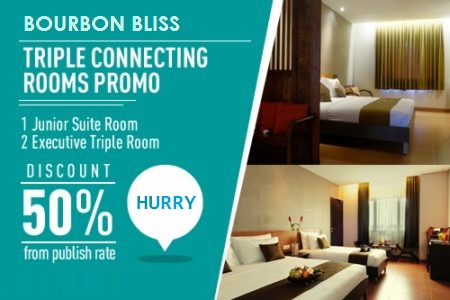 BOURBON BLISS
TRIPLE CONNECTING
ROOMS PROMO
1 Junior Suite Room
2 Executive Triple Room
DISCOUNT
50%
from publish rate
HURRY